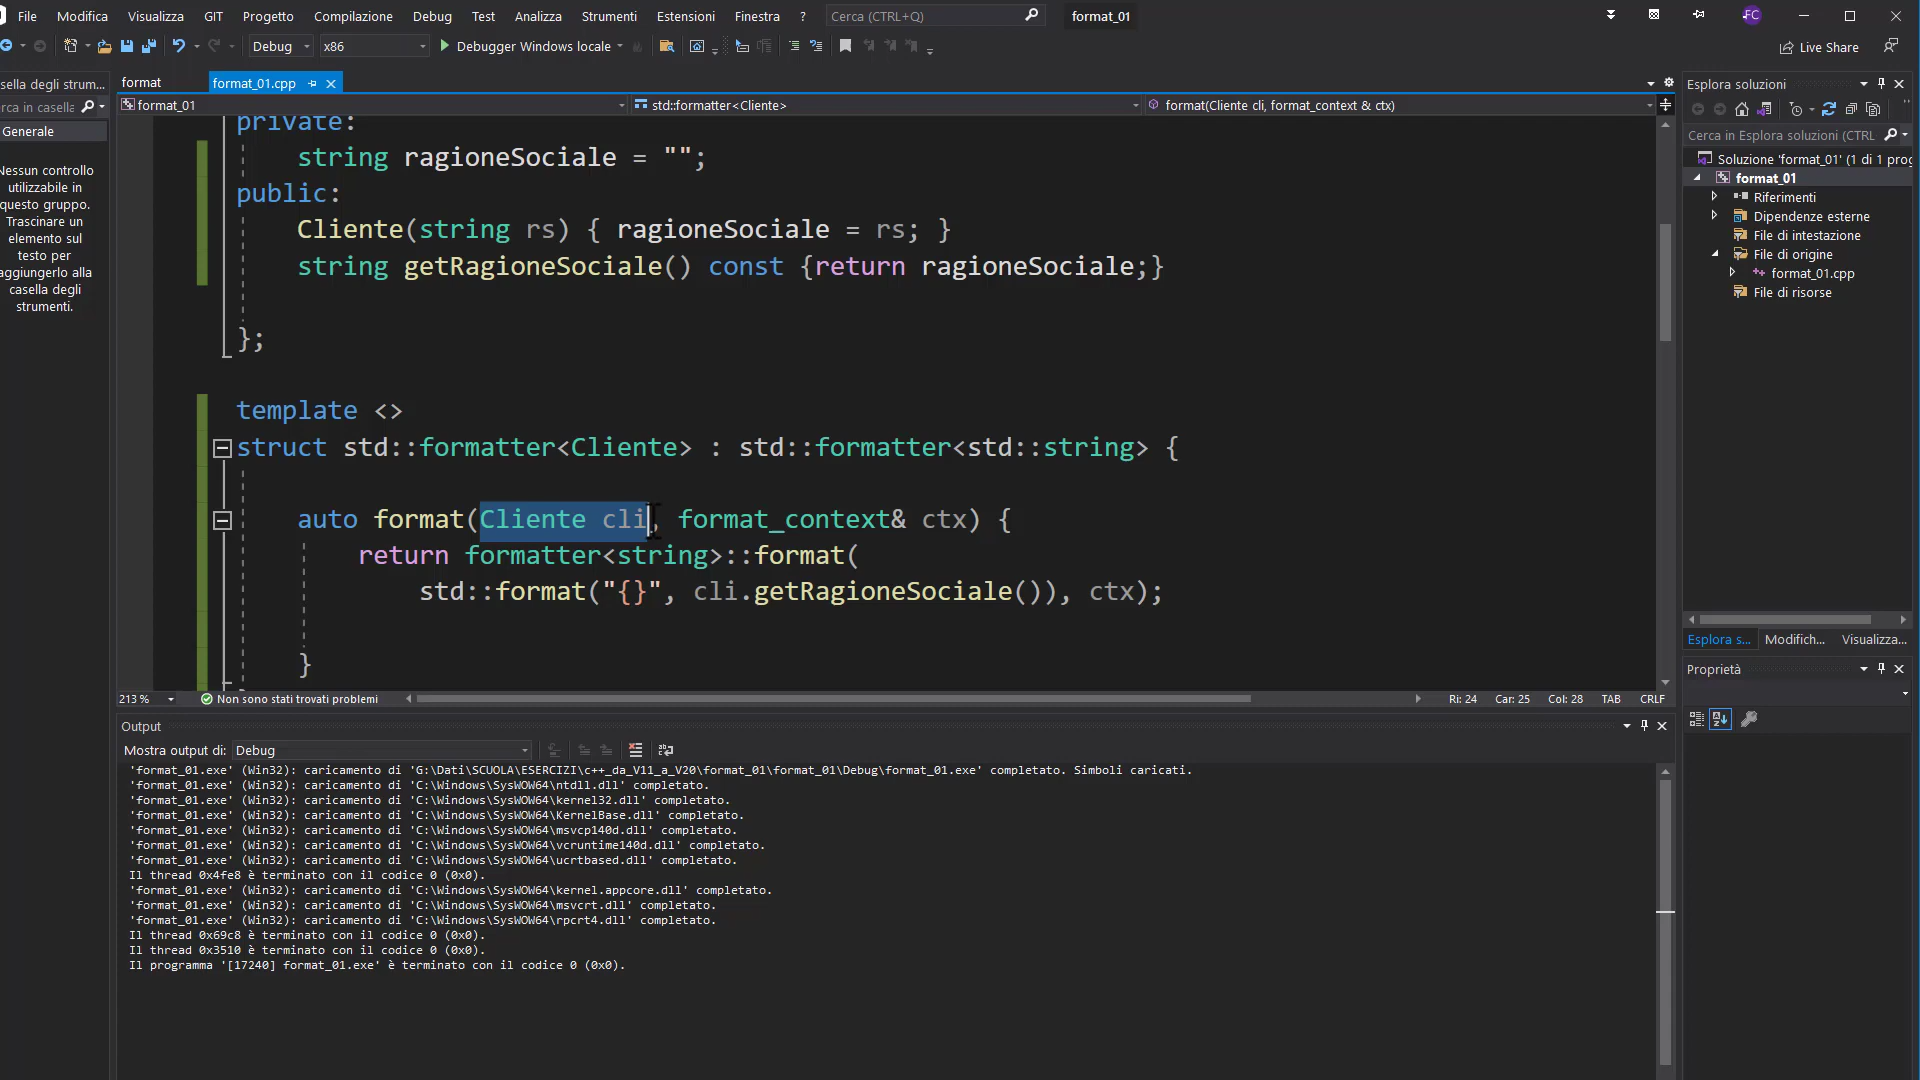 File Modifica Visualizza GIT Progetto Compilazione Debug Test Analizza Strumenti Estensioni Finestra ? Cerca (CTRL+Q) format_01 FC
Debug x86 Debugger Windows locale Live Share
sella degli strum...
rca in casella
Generale
Nessun controllo
utilizzabile in
questo gruppo.
Trascinare un
elemento sul
testo per
aggiungerlo alla
casella degli
strumenti.
format format_01.cpp
format_01 std::formatter<Cliente> format(Cliente cli, format_context & ctx)
private:
string ragioneSociale = "";
public:
Cliente(string rs) { ragioneSociale = rs; }
string getRagioneSociale() const {return ragioneSociale;}
};
template <>
struct std::formatter<Cliente> : std::formatter<std::string> {
auto format(Cliente cli, format_context& ctx) {
return formatter<string>::format(
std::format("{}", cli.getRagioneSociale()), ctx);
}
213 % Non sono stati trovati problemi Ri: 24 Car: 25 Col: 28 TAB CRLF
Output
Mostra output di: Debug
'format_01.exe' (Win32): caricamento di 'G:\Dati\SCUOLA\ESERCIZI\c++_da_V11_a_V20\format_01\format_01\Debug\format_01.exe' completato. Simboli caricati.
'format_01.exe' (Win32): caricamento di 'C:\Windows\SysWOW64\ntdll.dll' completato.
'format_01.exe' (Win32): caricamento di 'C:\Windows\SysWOW64\kernel32.dll' completato.
'format_01.exe' (Win32): caricamento di 'C:\Windows\SysWOW64\KernelBase.dll' completato.
'format_01.exe' (Win32): caricamento di 'C:\Windows\SysWOW64\msvcp140d.dll' completato.
'format_01.exe' (Win32): caricamento di 'C:\Windows\SysWOW64\vcruntime140d.dll' completato.
'format_01.exe' (Win32): caricamento di 'C:\Windows\SysWOW64\ucrtbased.dll' completato.
Il thread 0x4fe8 è terminato con il codice 0 (0x0).
'format_01.exe' (Win32): caricamento di 'C:\Windows\SysWOW64\kernel.appcore.dll' completato.
'format_01.exe' (Win32): caricamento di 'C:\Windows\SysWOW64\msvcrt.dll' completato.
'format_01.exe' (Win32): caricamento di 'C:\Windows\SysWOW64\rpcrt4.dll' completato.
Il thread 0x69c8 è terminato con il codice 0 (0x0).
Il thread 0x3510 è terminato con il codice 0 (0x0).
Il programma '[17240] format_01.exe' è terminato con il codice 0 (0x0).
Esplora soluzioni
Cerca in Esplora soluzioni (CTRL
Soluzione 'format_01' (1 di 1 prog
format_01
Riferimenti
Dipendenze esterne
File di intestazione
File di origine
format_01.cpp
File di risorse
Esplora s... Modifich... Visualizza...
Proprietà